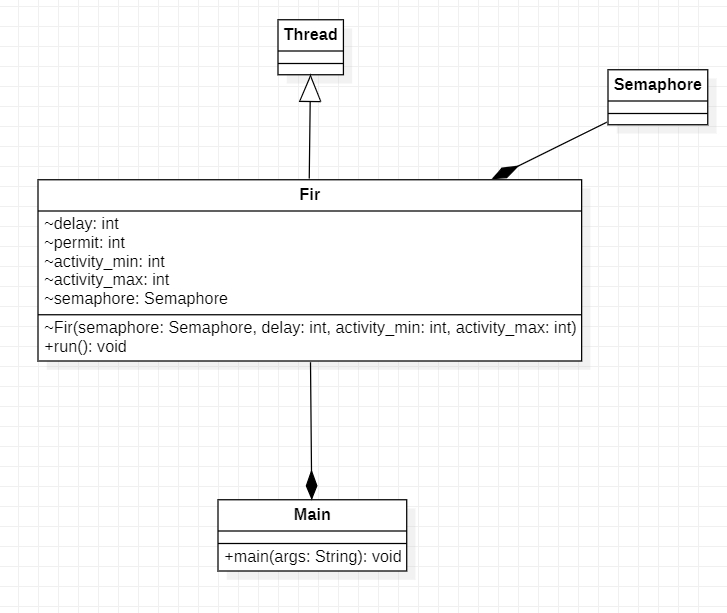 Thread
Semaphore
Fir
~delay: int
~permit: int
~activity_min: int
~activity_max: int
~semaphore: Semaphore
~Fir(semaphore: Semaphore, delay: int, activity_min: int, activity_max: int)
+run(): void
Main
+main(args: String): void